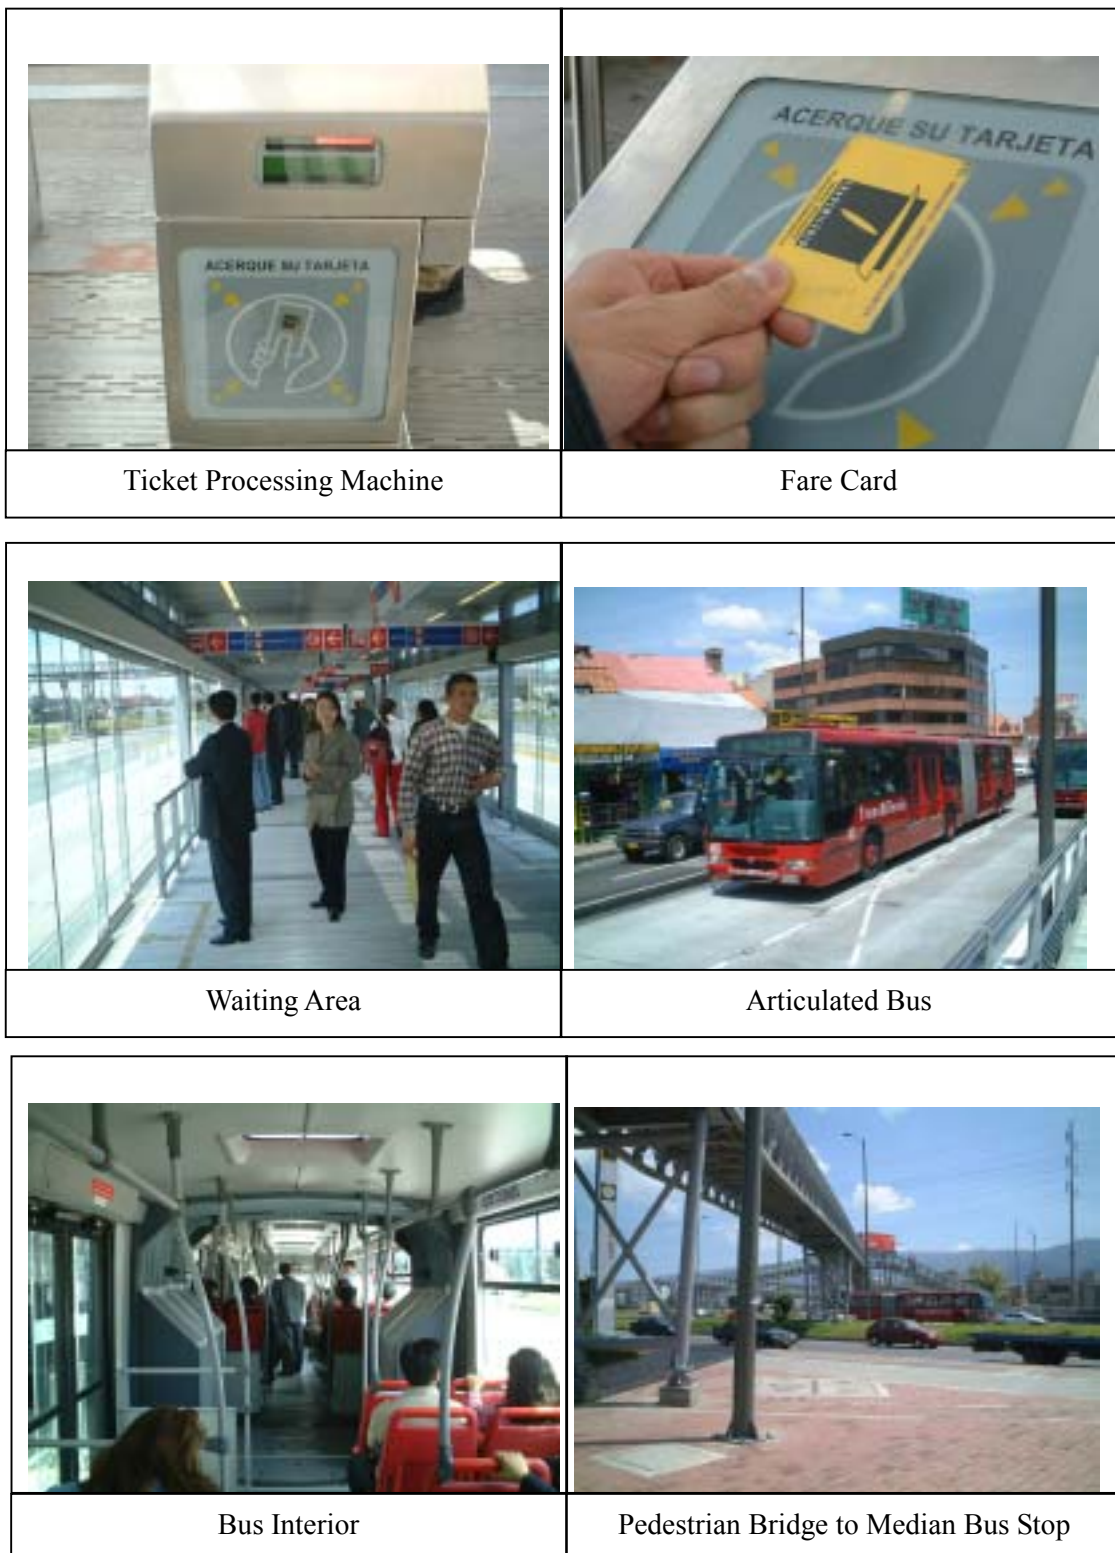 ACERQUE SU TARJETA
ACERQUE SU TARJETA
Ticket Processing Machine
Fare Card
Waiting Area
Articulated Bus
Bus Interior
Pedestrian Bridge to Median Bus Stop